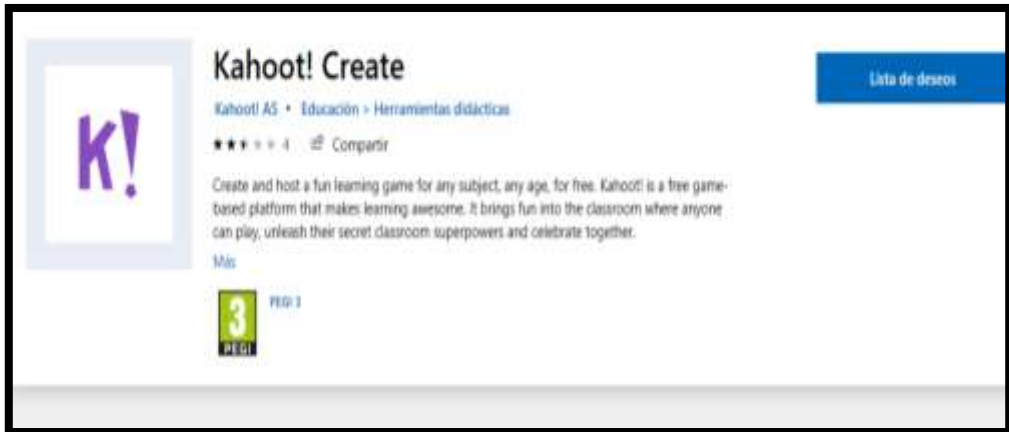 K!
Kahoot! Create
Lista de deseos
Kahoot! AS • Educación > Herramientas didácticas
4 Compartir
Create and host a fun learning game for any subject, any age, for free. Kahoot! is a free game-
based platform that makes learning awesome. It brings fun into the classroom where anyone
can play, unleash their secret classroom superpowers and celebrate together.
Más
3
PEGI
PEGI 3